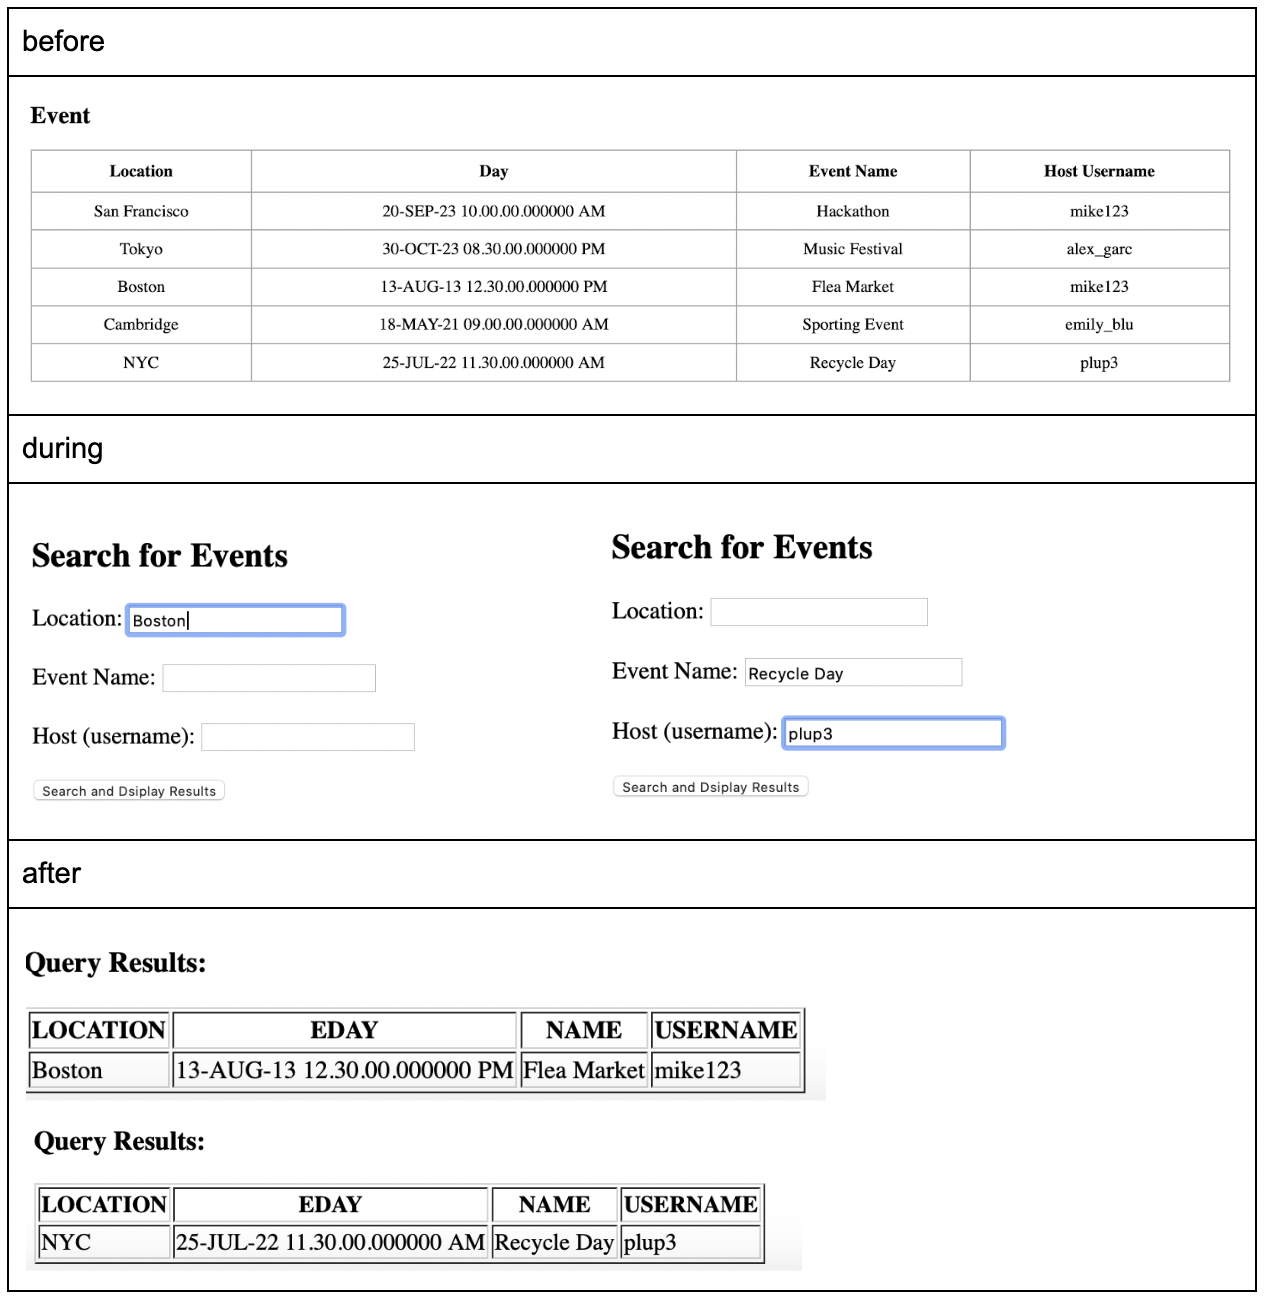 before
Event
Location Day Event Name Host Username
San Francisco 20-SEP-23 10.00.00.000000 AM Hackathon mike123
Tokyo 30-OCT-23 08.30.00.000000 PM Music Festival alex_garc
Boston 13-AUG-13 12.30.00.000000 PM Flea Market mike123
Cambridge 18-MAY-21 09.00.00.000000 AM Sporting Event emily_blu
NYC 25-JUL-22 11.30.00.000000 AM Recycle Day plup3
during
Search for Events
Location: Boston
Event Name:
Host (username):
Search and Dsiplay Results
Search for Events
Location:
Event Name: Recycle Day
Host (username): plup3
Search and Dsiplay Results
after
Query Results:
LOCATION EDAY NAME USERNAME
Boston 13-AUG-13 12.30.00.000000 PM Flea Market mike123
Query Results:
LOCATION EDAY NAME USERNAME
NYC 25-JUL-22 11.30.00.000000 AM Recycle Day plup3